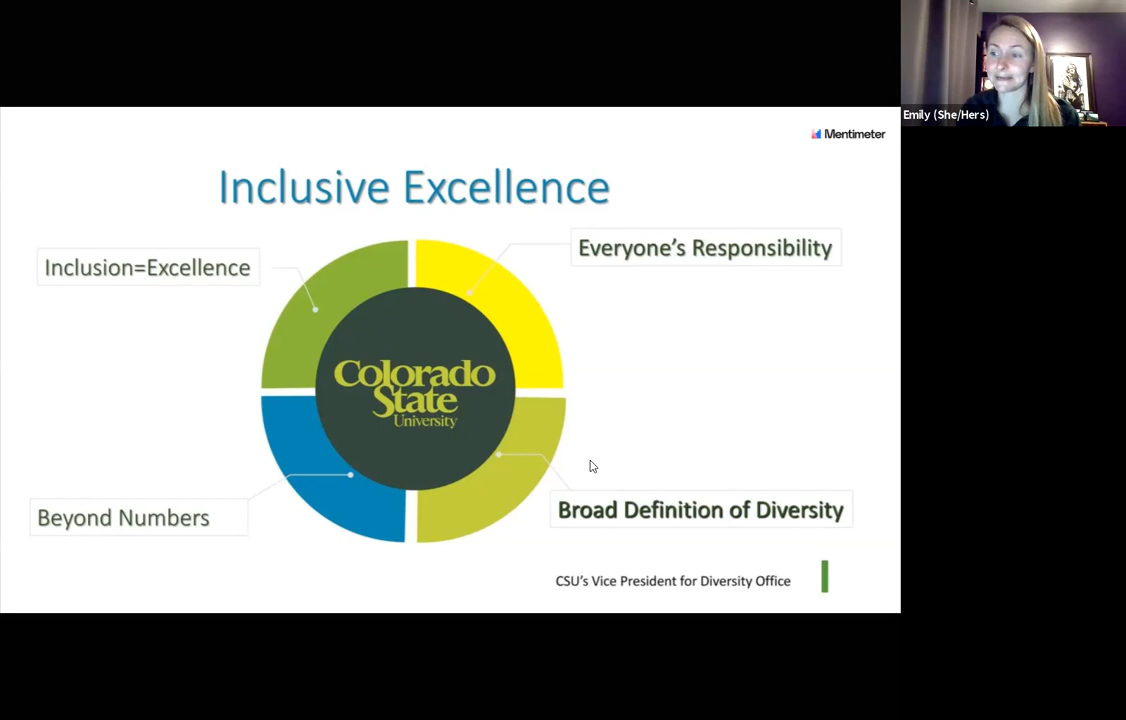 Emily (She/Hers)
Mentimeter
Inclusive Excellence
Everyone's Responsibility
Inclusion=Excellence
Colorado
State
University
Beyond Numbers
Broad Definition of Diversity
CSU's Vice President for Diversity Office